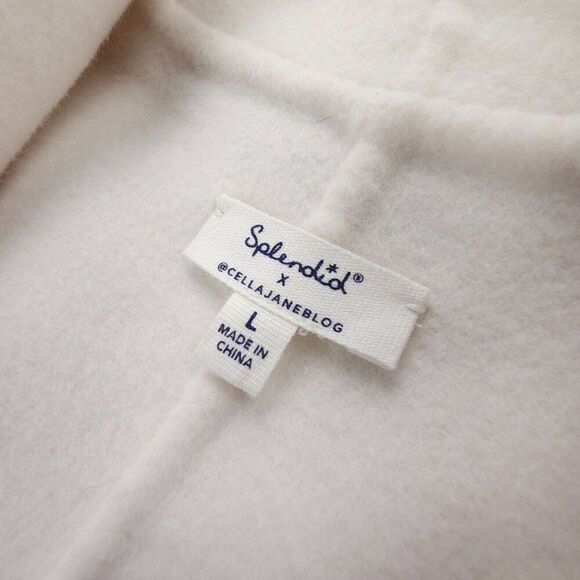 Splendid®
X
@CELLAJANEBLOG
L
MADE IN
CHINA